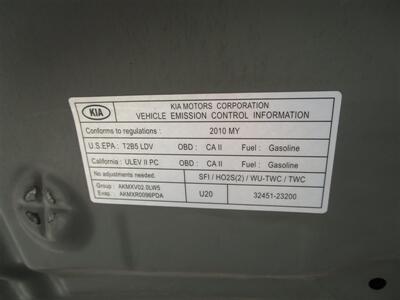 KIA
KIA MOTORS CORPORATION
VEHICLE EMISSION CONTROL INFORMATION
Conforms to regulations : 2010 MY
U.S.EPA : T2B5 LDV OBD : CA II Fuel : Gasoline
California : ULEV II PC OBD : CA II Fuel : Gasoline
No adjustments needed. SFI / HO2S(2) / WU-TWC / TWC
Group : AKMXV02.0LW5
Evap. : AKMXR0096PDA
U20 32451-23200